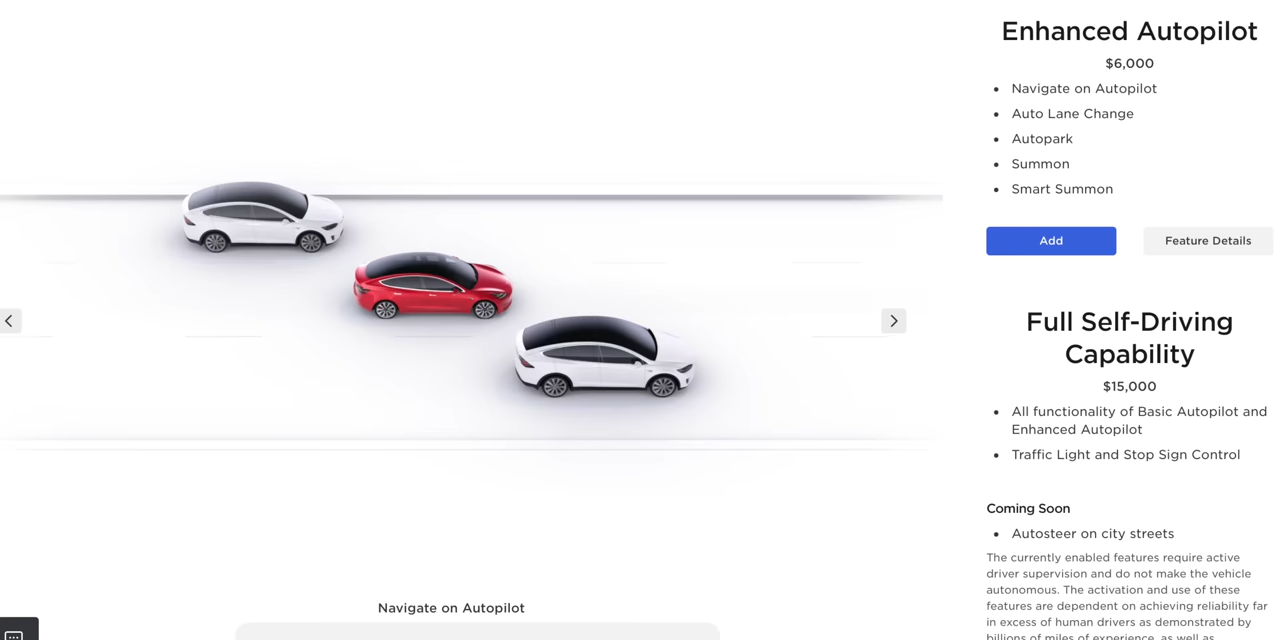 Enhanced Autopilot
$6,000
Navigate on Autopilot
Auto Lane Change
Autopark
Summon
Smart Summon
Add
Feature Details
Full Self-Driving
Capability
$15,000
All functionality of Basic Autopilot and
Enhanced Autopilot
Traffic Light and Stop Sign Control
Coming Soon
Autosteer on city streets
The currently enabled features require active
driver supervision and do not make the vehicle
autonomous. The activation and use of these
features are dependent on achieving reliability far
in excess of human drivers as demonstrated by
billions of miles of experience, as well as
Navigate on Autopilot